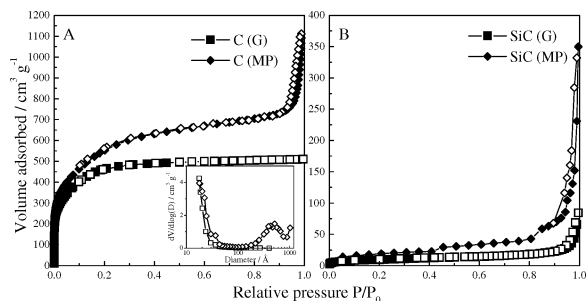 A
C (G)
C (MP)
B
SiC (G)
SiC (MP)
Volume adsorbed / cm³ g⁻¹
1100
1000
900
800
700
600
500
400
300
200
100
0
0.0 0.2 0.4 0.6 0.8 1.0
dV/dlog(D) / cm³ g⁻¹
4
2
0
10 100 1000
Diameter / Å
350
300
250
200
150
100
50
0
0.0 0.2 0.4 0.6 0.8 1.0
Relative pressure P/P₀